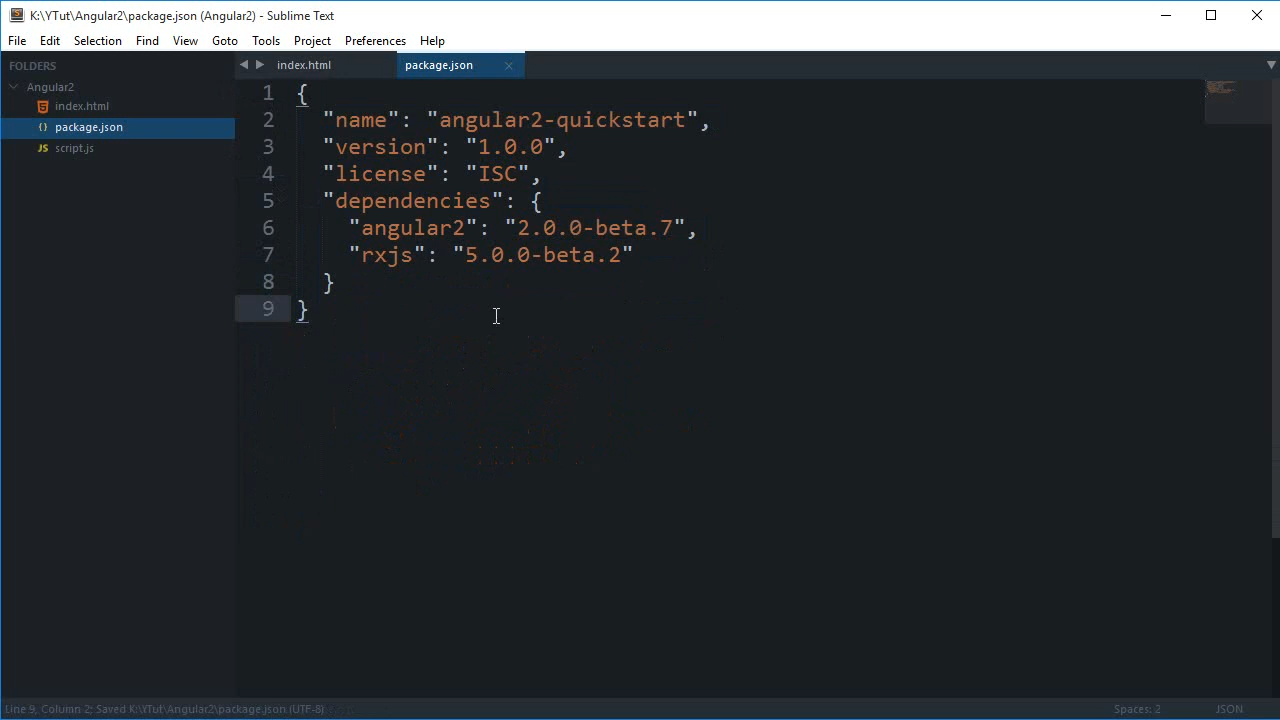 K:\YTut\Angular2\package.json (Angular2) - Sublime Text
File Edit Selection Find View Goto Tools Project Preferences Help
FOLDERS
Angular2
index.html
package.json
JS script.js
index.html package.json
1 {
2 "name": "angular2-quickstart",
3 "version": "1.0.0",
4 "license": "ISC",
5 "dependencies": {
6 "angular2": "2.0.0-beta.7",
7 "rxjs": "5.0.0-beta.2"
8 }
9 }
Line 9, Column 2; Saved K:\YTut\Angular2\package.json (UTF-8) Spaces: 2 JSON